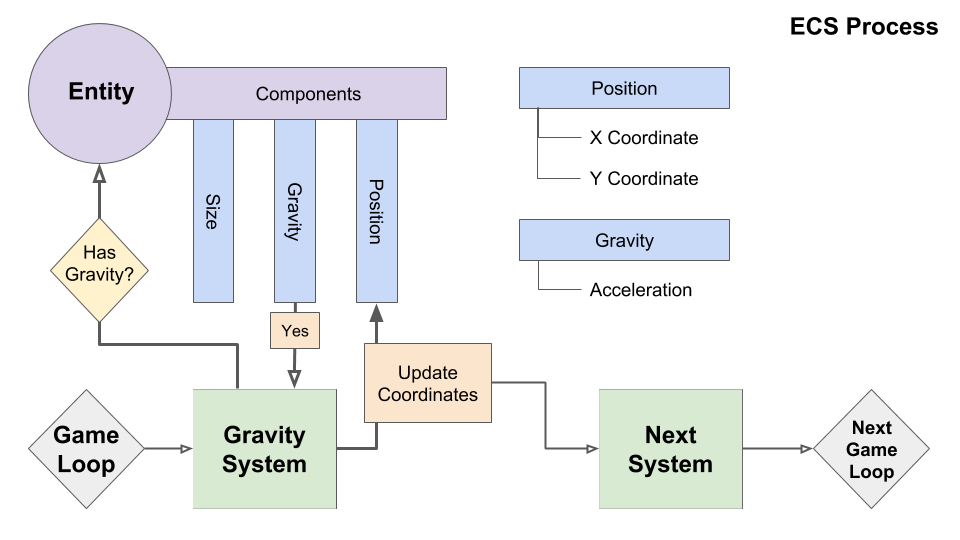 ECS Process
Entity
Components
Size
Gravity
Position
Position
X Coordinate
Y Coordinate
Gravity
Acceleration
Has
Gravity?
Yes
Update
Coordinates
Game
Loop
Gravity
System
Next
System
Next
Game
Loop